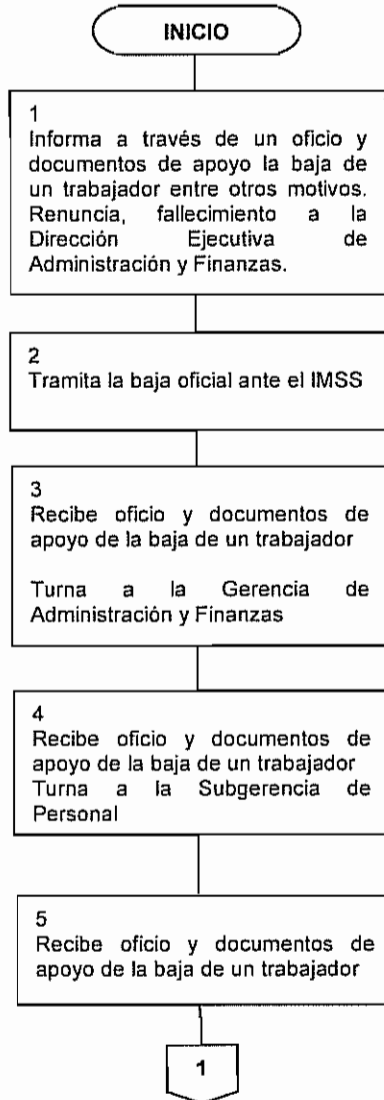 INICIO
1
Informa a través de un oficio y
documentos de apoyo la baja de
un trabajador entre otros motivos.
Renuncia, fallecimiento a la
Dirección Ejecutiva de
Administración y Finanzas.
2
Tramita la baja oficial ante el IMSS
3
Recibe oficio y documentos de
apoyo de la baja de un trabajador
Turna a la Gerencia de
Administración y Finanzas
4
Recibe oficio y documentos de
apoyo de la baja de un trabajador
Turna a la Subgerencia de
Personal
5
Recibe oficio y documentos de
apoyo de la baja de un trabajador
1